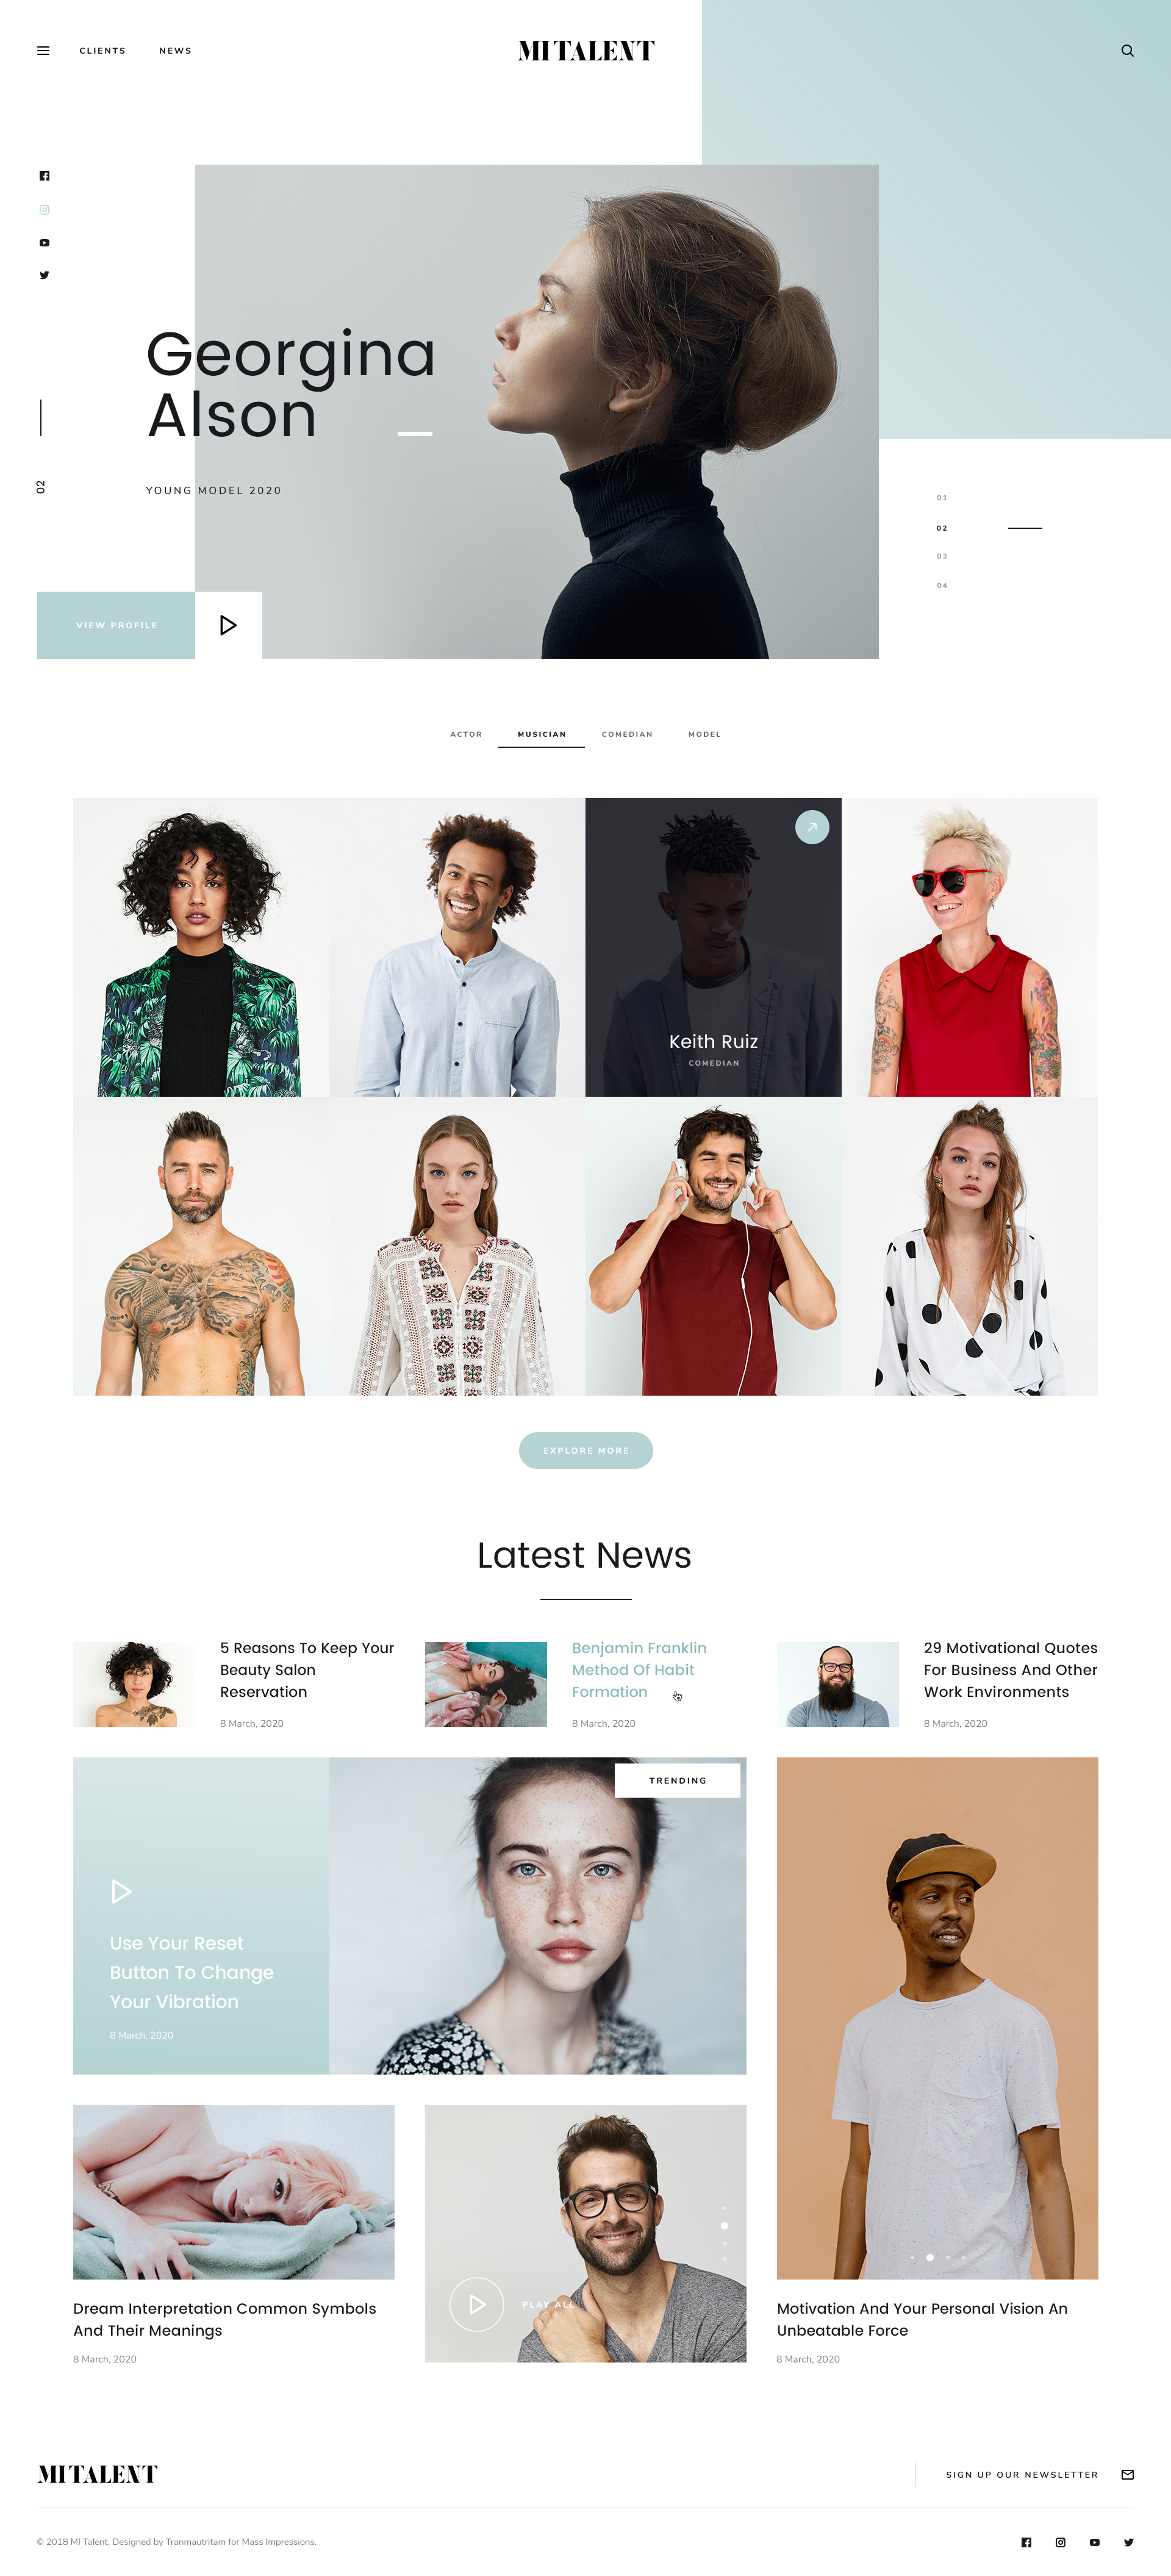 CLIENTS
NEWS
MI TALENT
Georgina
Alson
YOUNG MODEL 2020
02
VIEW PROFILE
01
02
03
04
ACTOR
MUSICIAN
COMEDIAN
MODEL
Keith Ruiz
COMEDIAN
EXPLORE MORE
Latest News
5 Reasons To Keep Your
Beauty Salon
Reservation
8 March, 2020
Benjamin Franklin
Method Of Habit
Formation
8 March, 2020
29 Motivational Quotes
For Business And Other
Work Environments
8 March, 2020
TRENDING
Use Your Reset
Button To Change
Your Vibration
8 March, 2020
Dream Interpretation Common Symbols
And Their Meanings
8 March, 2020
PLAY ALL
Motivation And Your Personal Vision An
Unbeatable Force
8 March, 2020
MI TALENT
SIGN UP OUR NEWSLETTER
© 2018 MI Talent. Designed by Tranmautritam for Mass Impressions.